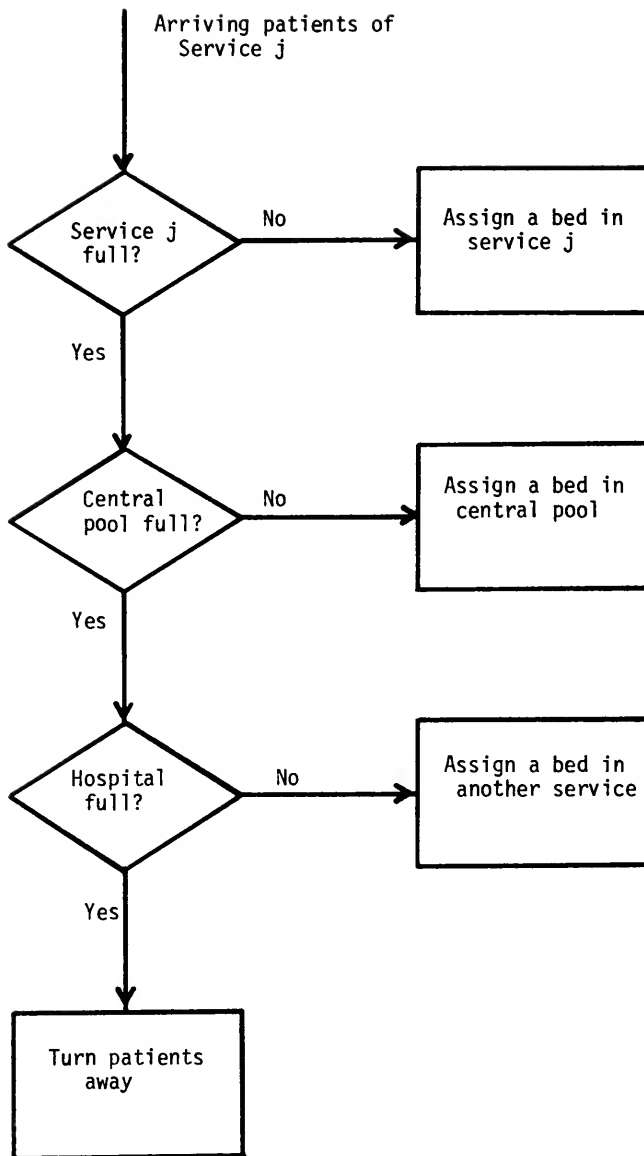 Arriving patients of
Service j
Service j
full?
No
Assign a bed in
service j
Yes
Central
pool full?
No
Assign a bed in
central pool
Yes
Hospital
full?
No
Assign a bed in
another service
Yes
Turn patients
away